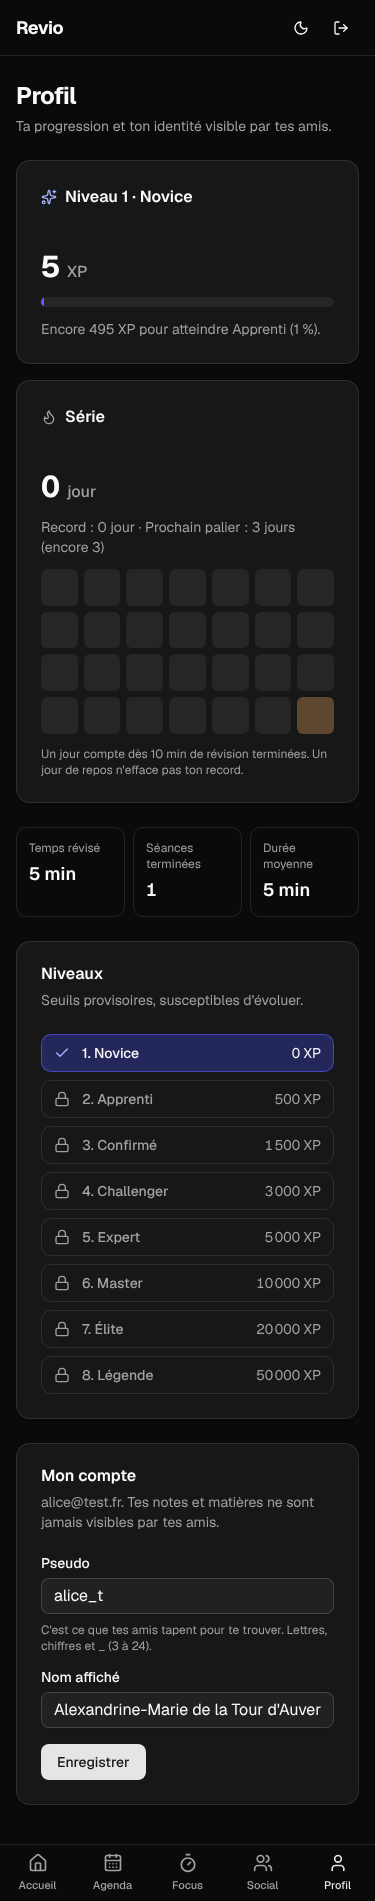 Revio
Profil
Ta progression et ton identité visible par tes amis.
Niveau 1 · Novice
5 XP
Encore 495 XP pour atteindre Apprenti (1 %).
Série
0 jour
Record : 0 jour · Prochain palier : 3 jours
(encore 3)
Un jour compte dès 10 min de révision terminées. Un
jour de repos n'efface pas ton record.
Temps révisé
5 min
Séances
terminées
1
Durée
moyenne
5 min
Niveaux
Seuils provisoires, susceptibles d'évoluer.
1. Novice 0 XP
2. Apprenti 500 XP
3. Confirmé 1 500 XP
4. Challenger 3 000 XP
5. Expert 5 000 XP
6. Master 10 000 XP
7. Élite 20 000 XP
8. Légende 50 000 XP
Mon compte
alice@test.fr. Tes notes et matières ne sont
jamais visibles par tes amis.
Pseudo
alice_t
C'est ce que tes amis tapent pour te trouver. Lettres,
chiffres et _ (3 à 24).
Nom affiché
Alexandrine-Marie de la Tour d'Auver
Enregistrer
Accueil Agenda Focus Social Profil